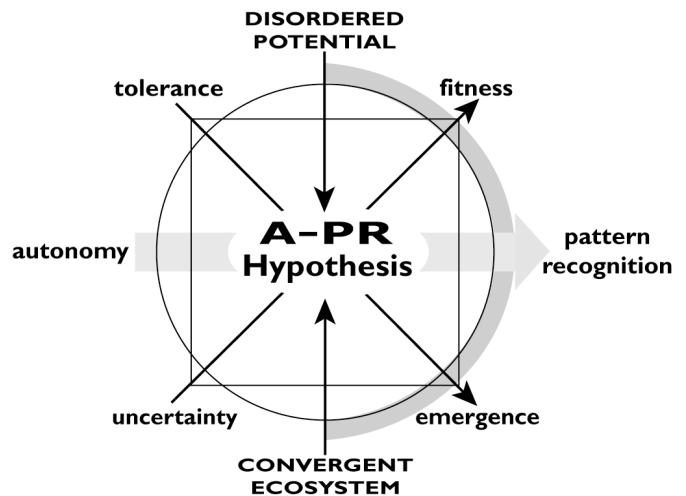 DISORDERED
POTENTIAL
tolerance
fitness
autonomy
A-PR
Hypothesis
pattern
recognition
uncertainty
emergence
CONVERGENT
ECOSYSTEM